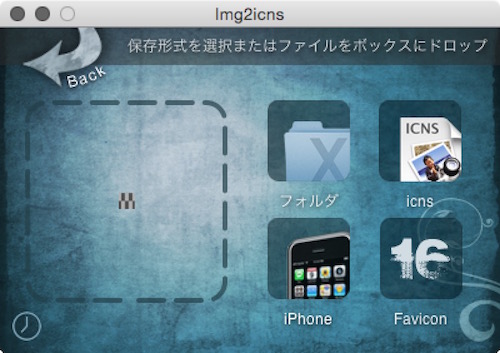 Img2icns
保存形式を選択またはファイルをボックスにドロップ
Back
X
ICNS
フォルダ
icns
16
iPhone
Favicon